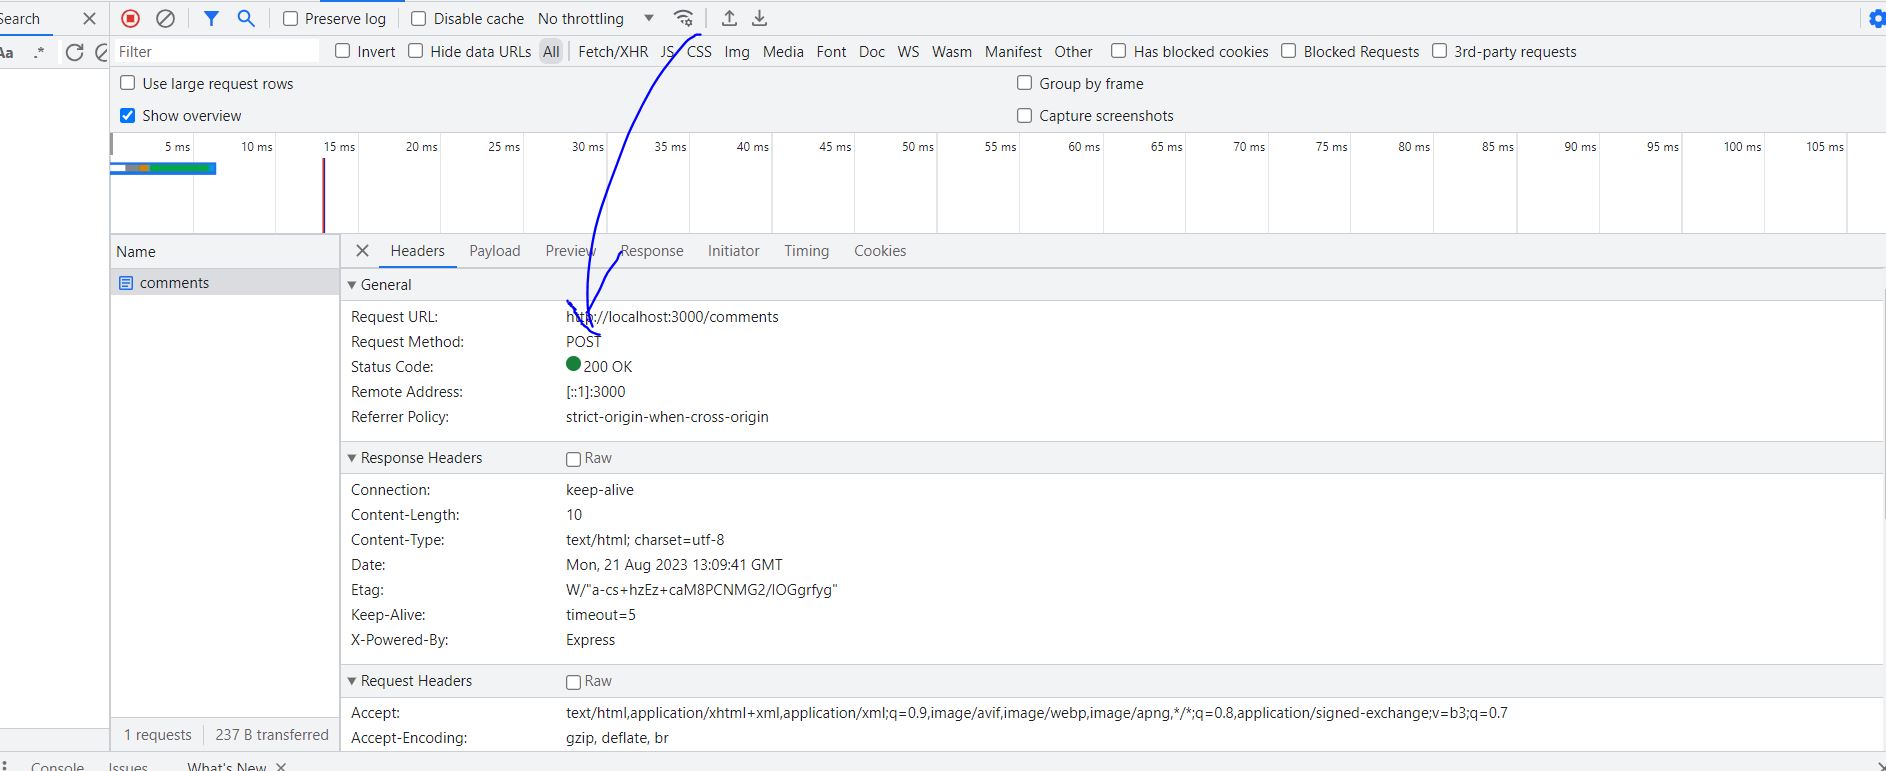 Search
Preserve log Disable cache No throttling
Aa .* Filter Invert Hide data URLs All Fetch/XHR JS CSS Img Media Font Doc WS Wasm Manifest Other Has blocked cookies Blocked Requests 3rd-party requests
Use large request rows Group by frame
Show overview Capture screenshots
5 ms 10 ms 15 ms 20 ms 25 ms 30 ms 35 ms 40 ms 45 ms 50 ms 55 ms 60 ms 65 ms 70 ms 75 ms 80 ms 85 ms 90 ms 95 ms 100 ms 105 ms
Name Headers Payload Preview Response Initiator Timing Cookies
comments
General
Request URL: http://localhost:3000/comments
Request Method: POST
Status Code: 200 OK
Remote Address: [::1]:3000
Referrer Policy: strict-origin-when-cross-origin
Response Headers Raw
Connection: keep-alive
Content-Length: 10
Content-Type: text/html; charset=utf-8
Date: Mon, 21 Aug 2023 13:09:41 GMT
Etag: W/"a-cs+hzEz+caM8PCNMG2/IOGgrfyg"
Keep-Alive: timeout=5
X-Powered-By: Express
Request Headers Raw
Accept: text/html,application/xhtml+xml,application/xml;q=0.9,image/avif,image/webp,image/apng,*/*;q=0.8,application/signed-exchange;v=b3;q=0.7
Accept-Encoding: gzip, deflate, br
1 requests 237 B transferred
Console Issues What's New